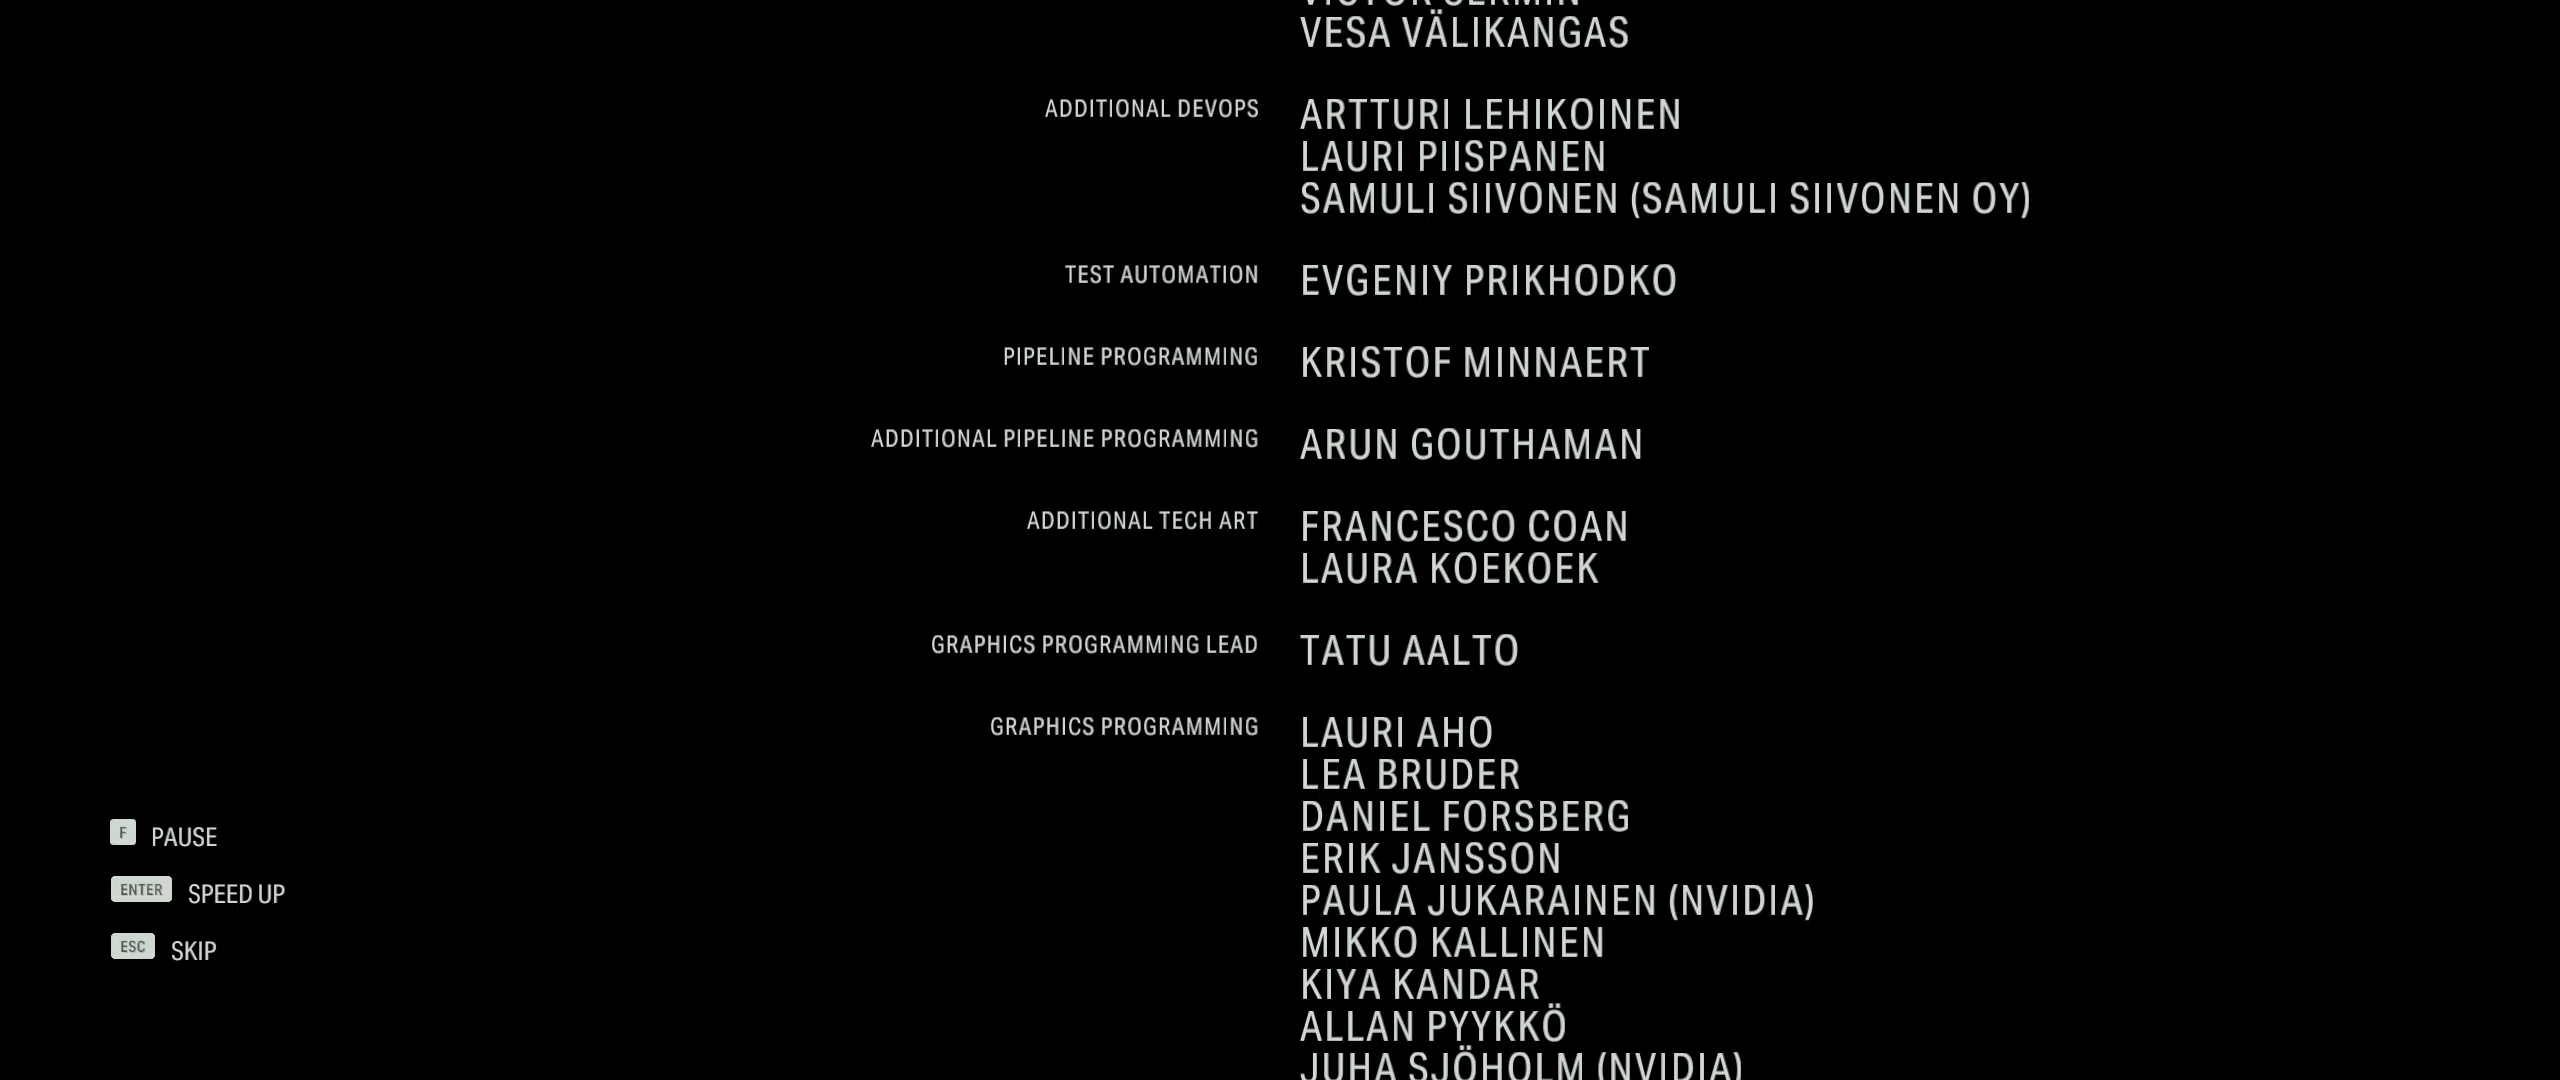 VESA VÄLIKANGAS
ADDITIONAL DEVOPS ARTTURI LEHIKOINEN
LAURI PIISPANEN
SAMULI SIIVONEN (SAMULI SIIVONEN OY)
TEST AUTOMATION EVGENIY PRIKHODKO
PIPELINE PROGRAMMING KRISTOF MINNAERT
ADDITIONAL PIPELINE PROGRAMMING ARUN GOUTHAMAN
ADDITIONAL TECH ART FRANCESCO COAN
LAURA KOEKOEK
GRAPHICS PROGRAMMING LEAD TATU AALTO
GRAPHICS PROGRAMMING LAURI AHO
LEA BRUDER
DANIEL FORSBERG
ERIK JANSSON
PAULA JUKARAINEN (NVIDIA)
MIKKO KALLINEN
KIYA KANDAR
ALLAN PYYKKÖ
JUHA SJÖHOLM (NVIDIA)
F PAUSE
ENTER SPEED UP
ESC SKIP